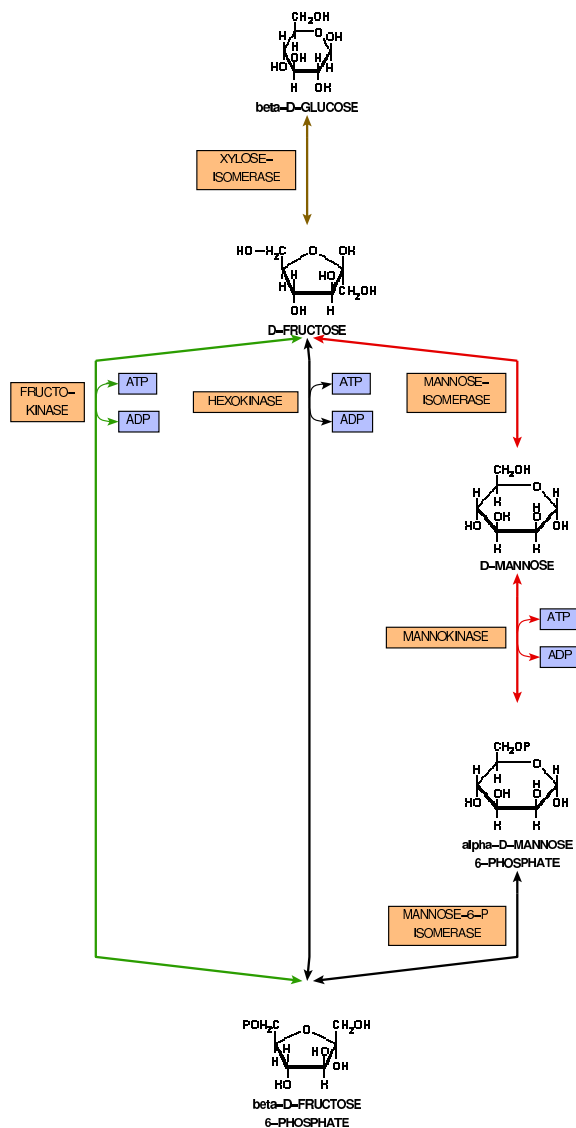 CH₂OH
O
OH
H
H
OH
H
H
HO
H
OH
beta–D–GLUCOSE
XYLOSE–
ISOMERASE
HO–H₂C
O
OH
H
H
HO
CH₂OH
OH
H
D–FRUCTOSE
FRUCTO–
KINASE
ATP
ADP
HEXOKINASE
ATP
ADP
MANNOSE–
ISOMERASE
CH₂OH
H
O
H
H
OH
H
OH
HO
OH
H
H
D–MANNOSE
MANNOKINASE
ATP
ADP
CH₂OP
H
O
H
H
OH
H
OH
HO
OH
H
H
alpha–D–MANNOSE
6–PHOSPHATE
MANNOSE–6–P
ISOMERASE
POH₂C
O
CH₂OH
H
H
HO
OH
HO
H
beta–D–FRUCTOSE
6–PHOSPHATE